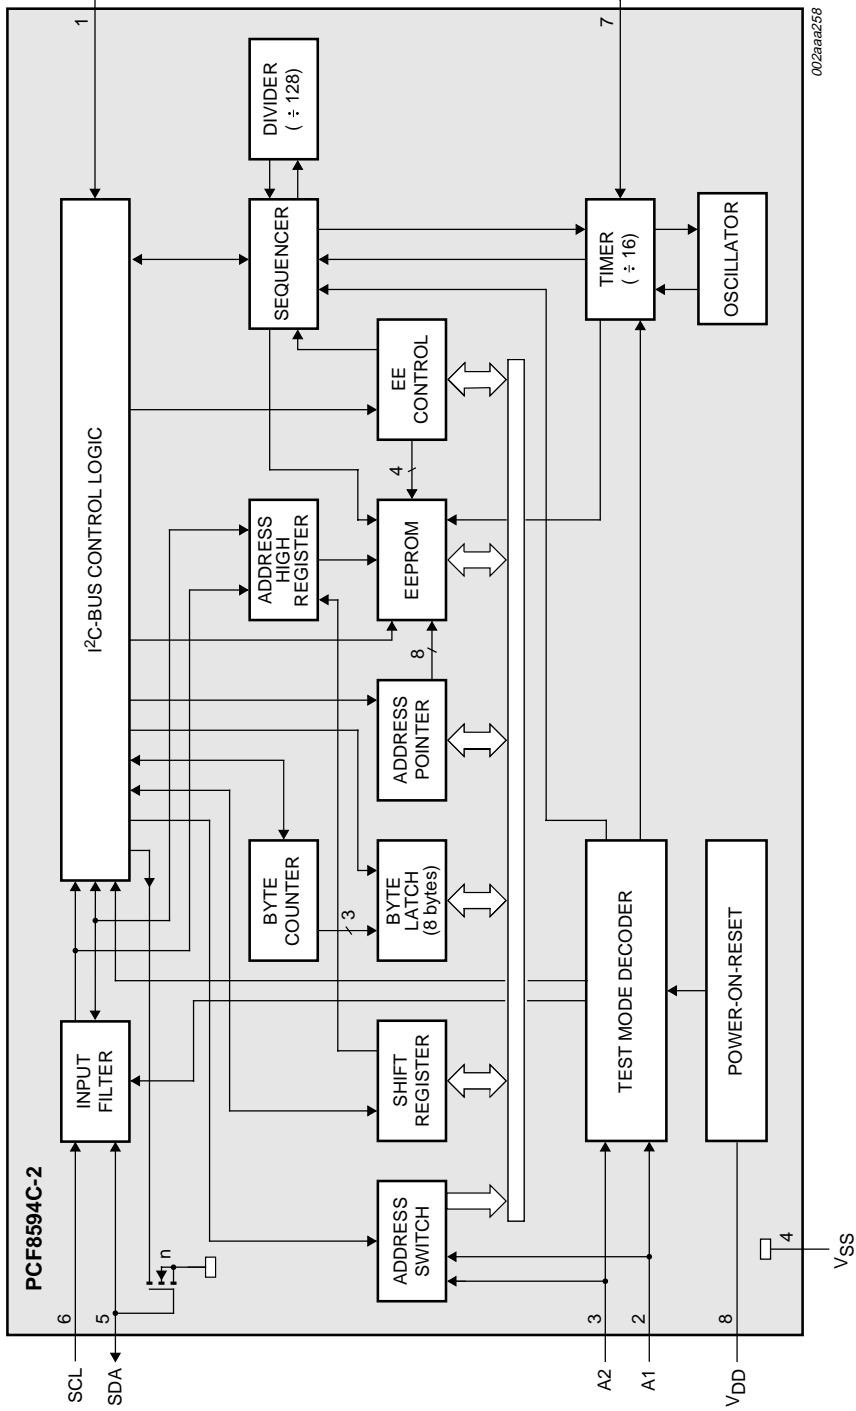 PCF8594C-2
SCL
6
SDA
5
n
INPUT
FILTER
I²C-BUS CONTROL LOGIC
1
BYTE
COUNTER
3
ADDRESS
HIGH
REGISTER
SEQUENCER
DIVIDER
( ÷ 128)
ADDRESS
SWITCH
SHIFT
REGISTER
BYTE
LATCH
(8 bytes)
ADDRESS
POINTER
8
EEPROM
4
EE
CONTROL
A2
3
A1
2
TEST MODE DECODER
TIMER
( ÷ 16)
7
VDD
8
POWER-ON-RESET
OSCILLATOR
4
VSS
002aaa258